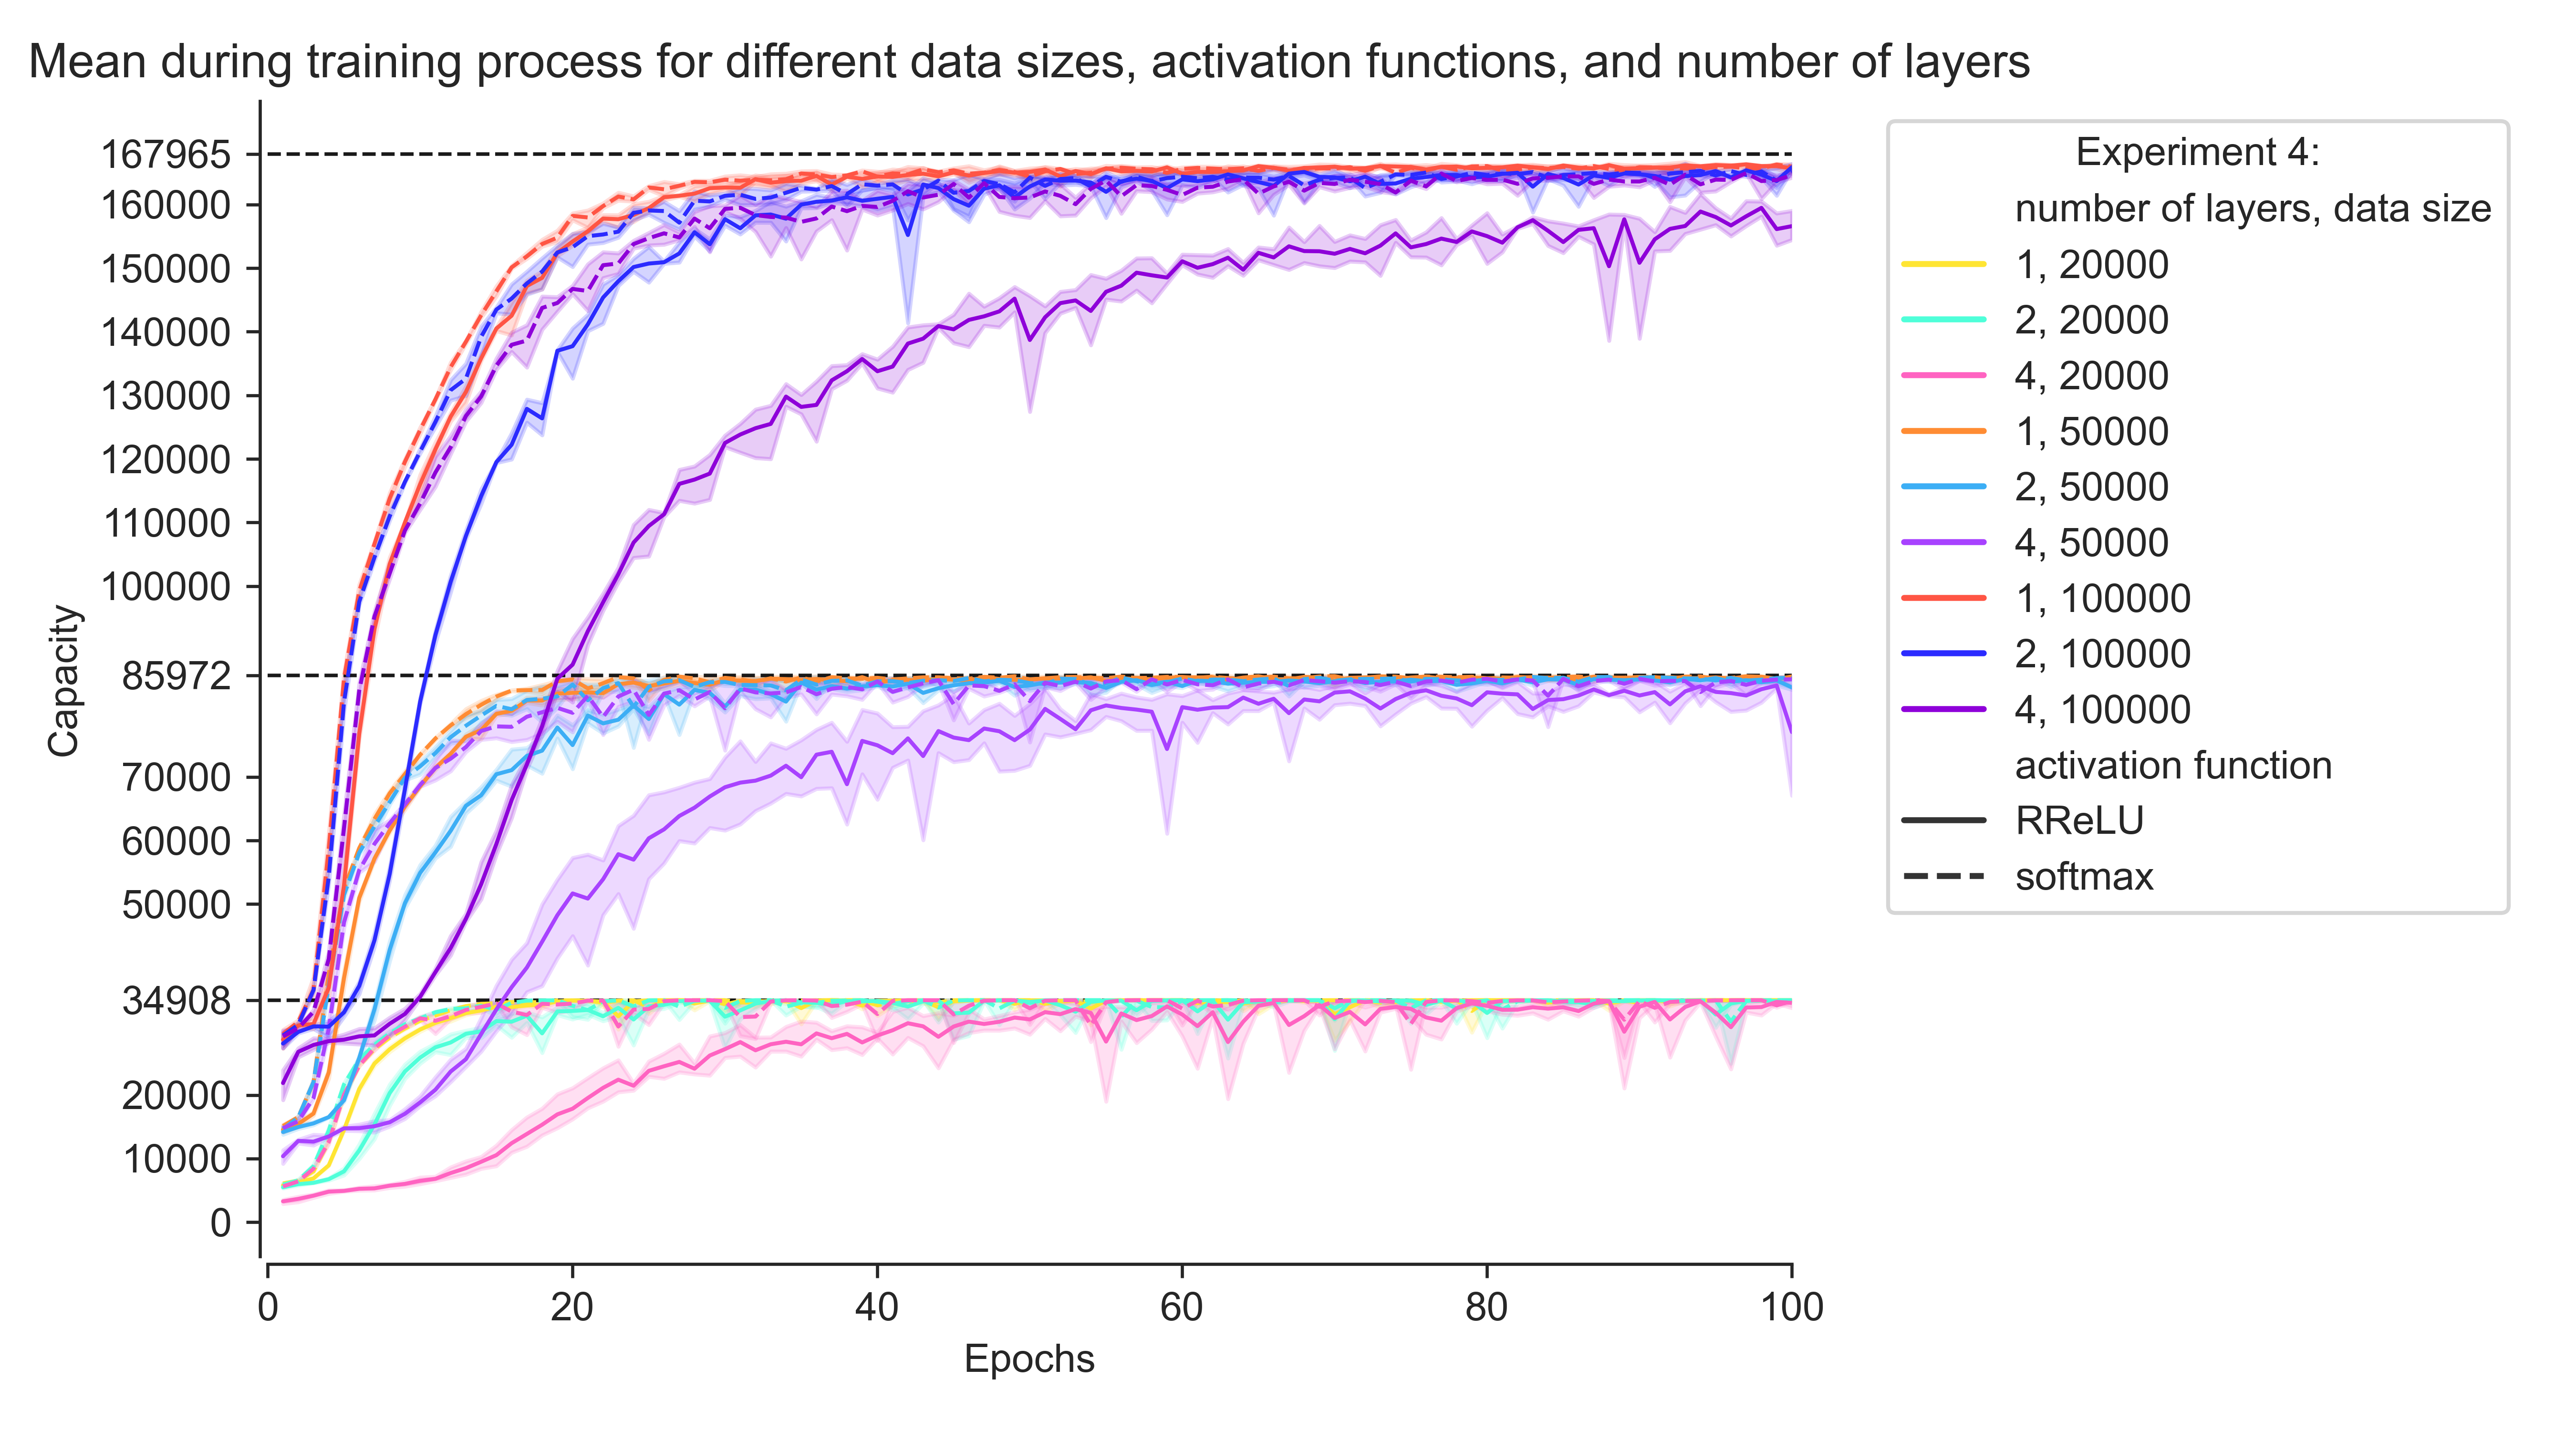 Mean during training process for different data sizes, activation functions, and number of layers
167965
160000
150000
140000
130000
120000
110000
100000
85972
70000
60000
50000
34908
20000
10000
0
Capacity
0 20 40 60 80 100
Epochs
Experiment 4:
number of layers, data size
1, 20000
2, 20000
4, 20000
1, 50000
2, 50000
4, 50000
1, 100000
2, 100000
4, 100000
activation function
RReLU
softmax